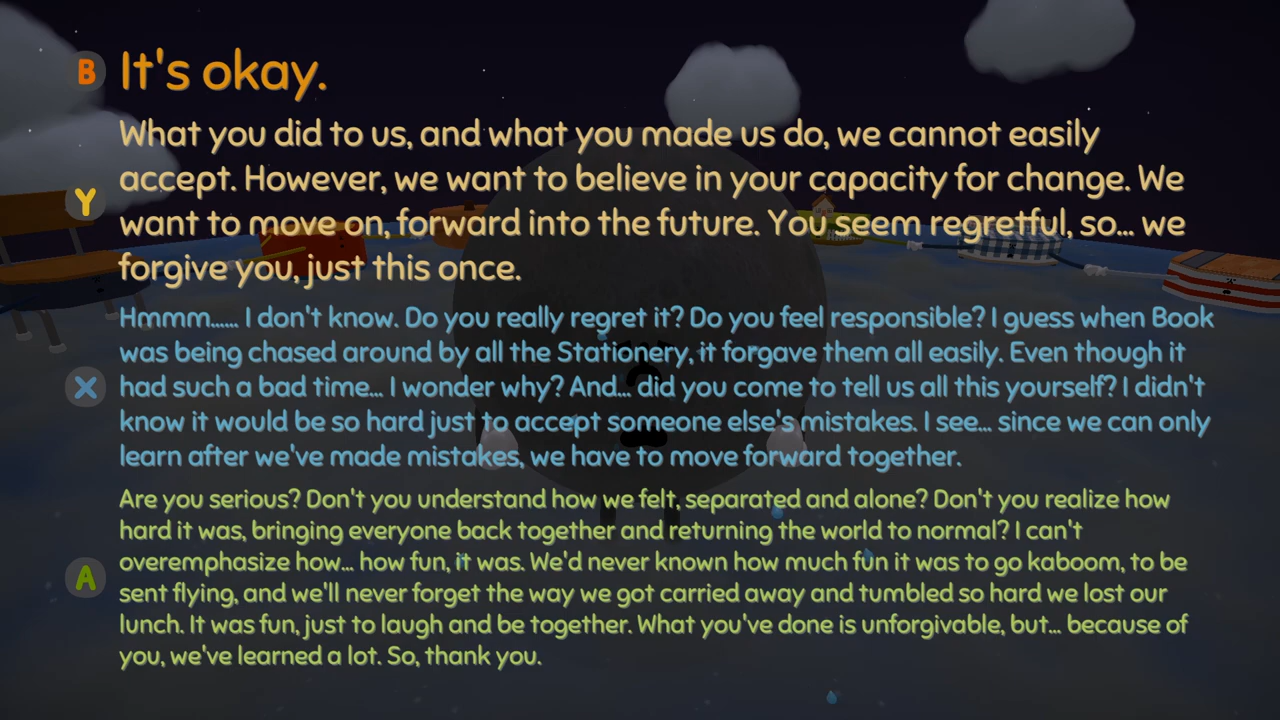 B It's okay.
What you did to us, and what you made us do, we cannot easily
accept. However, we want to believe in your capacity for change. We
Y want to move on, forward into the future. You seem regretful, so... we
forgive you, just this once.
Hmmm...... I don't know. Do you really regret it? Do you feel responsible? I guess when Book
was being chased around by all the Stationery, it forgave them all easily. Even though it
X had such a bad time... I wonder why? And... did you come to tell us all this yourself? I didn't
know it would be so hard just to accept someone else's mistakes. I see... since we can only
learn after we've made mistakes, we have to move forward together.
Are you serious? Don't you understand how we felt, separated and alone? Don't you realize how
hard it was, bringing everyone back together and returning the world to normal? I can't
A overemphasize how... how fun, it was. We'd never known how much fun it was to go kaboom, to be
sent flying, and we'll never forget the way we got carried away and tumbled so hard we lost our
lunch. It was fun, just to laugh and be together. What you've done is unforgivable, but... because of
you, we've learned a lot. So, thank you.